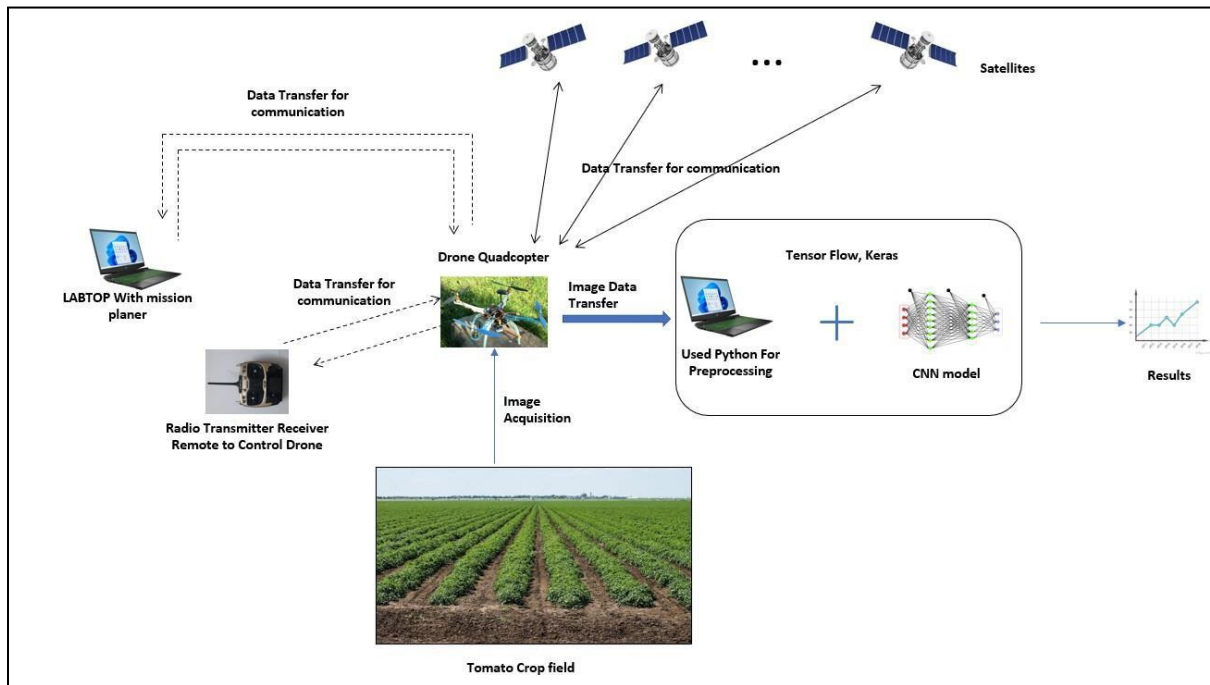 Satellites
Data Transfer for
communication
Data Transfer for communication
Drone Quadcopter
LABTOP With mission
planer
Data Transfer for
communication
Image Data
Transfer
Tensor Flow, Keras
Used Python For
Preprocessing
CNN model
Results
Radio Transmitter Receiver
Remote to Control Drone
Image
Acquisition
Tomato Crop field